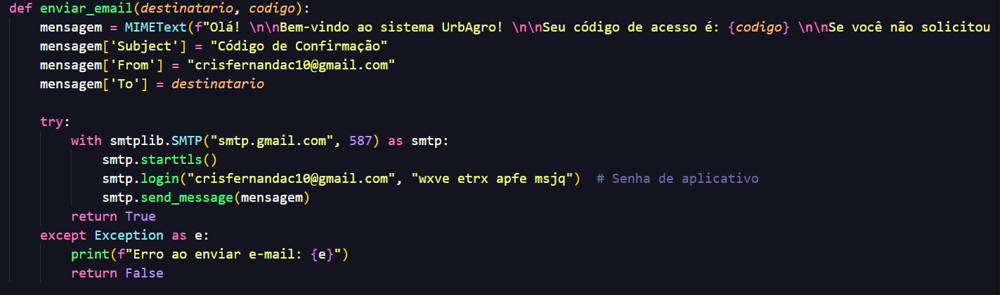 def enviar_email(destinatario, codigo):
    mensagem = MIMEText(f"Olá! \n\nBem-vindo ao sistema UrbAgro! \n\nSeu código de acesso é: {codigo} \n\nSe você não solicitou
    mensagem['Subject'] = "Código de Confirmação"
    mensagem['From'] = "crisfernandac10@gmail.com"
    mensagem['To'] = destinatario

    try:
        with smtplib.SMTP("smtp.gmail.com", 587) as smtp:
            smtp.starttls()
            smtp.login("crisfernandac10@gmail.com", "wxve etrx apfe msjq")  # Senha de aplicativo
            smtp.send_message(mensagem)
        return True
    except Exception as e:
        print(f"Erro ao enviar e-mail: {e}")
        return False